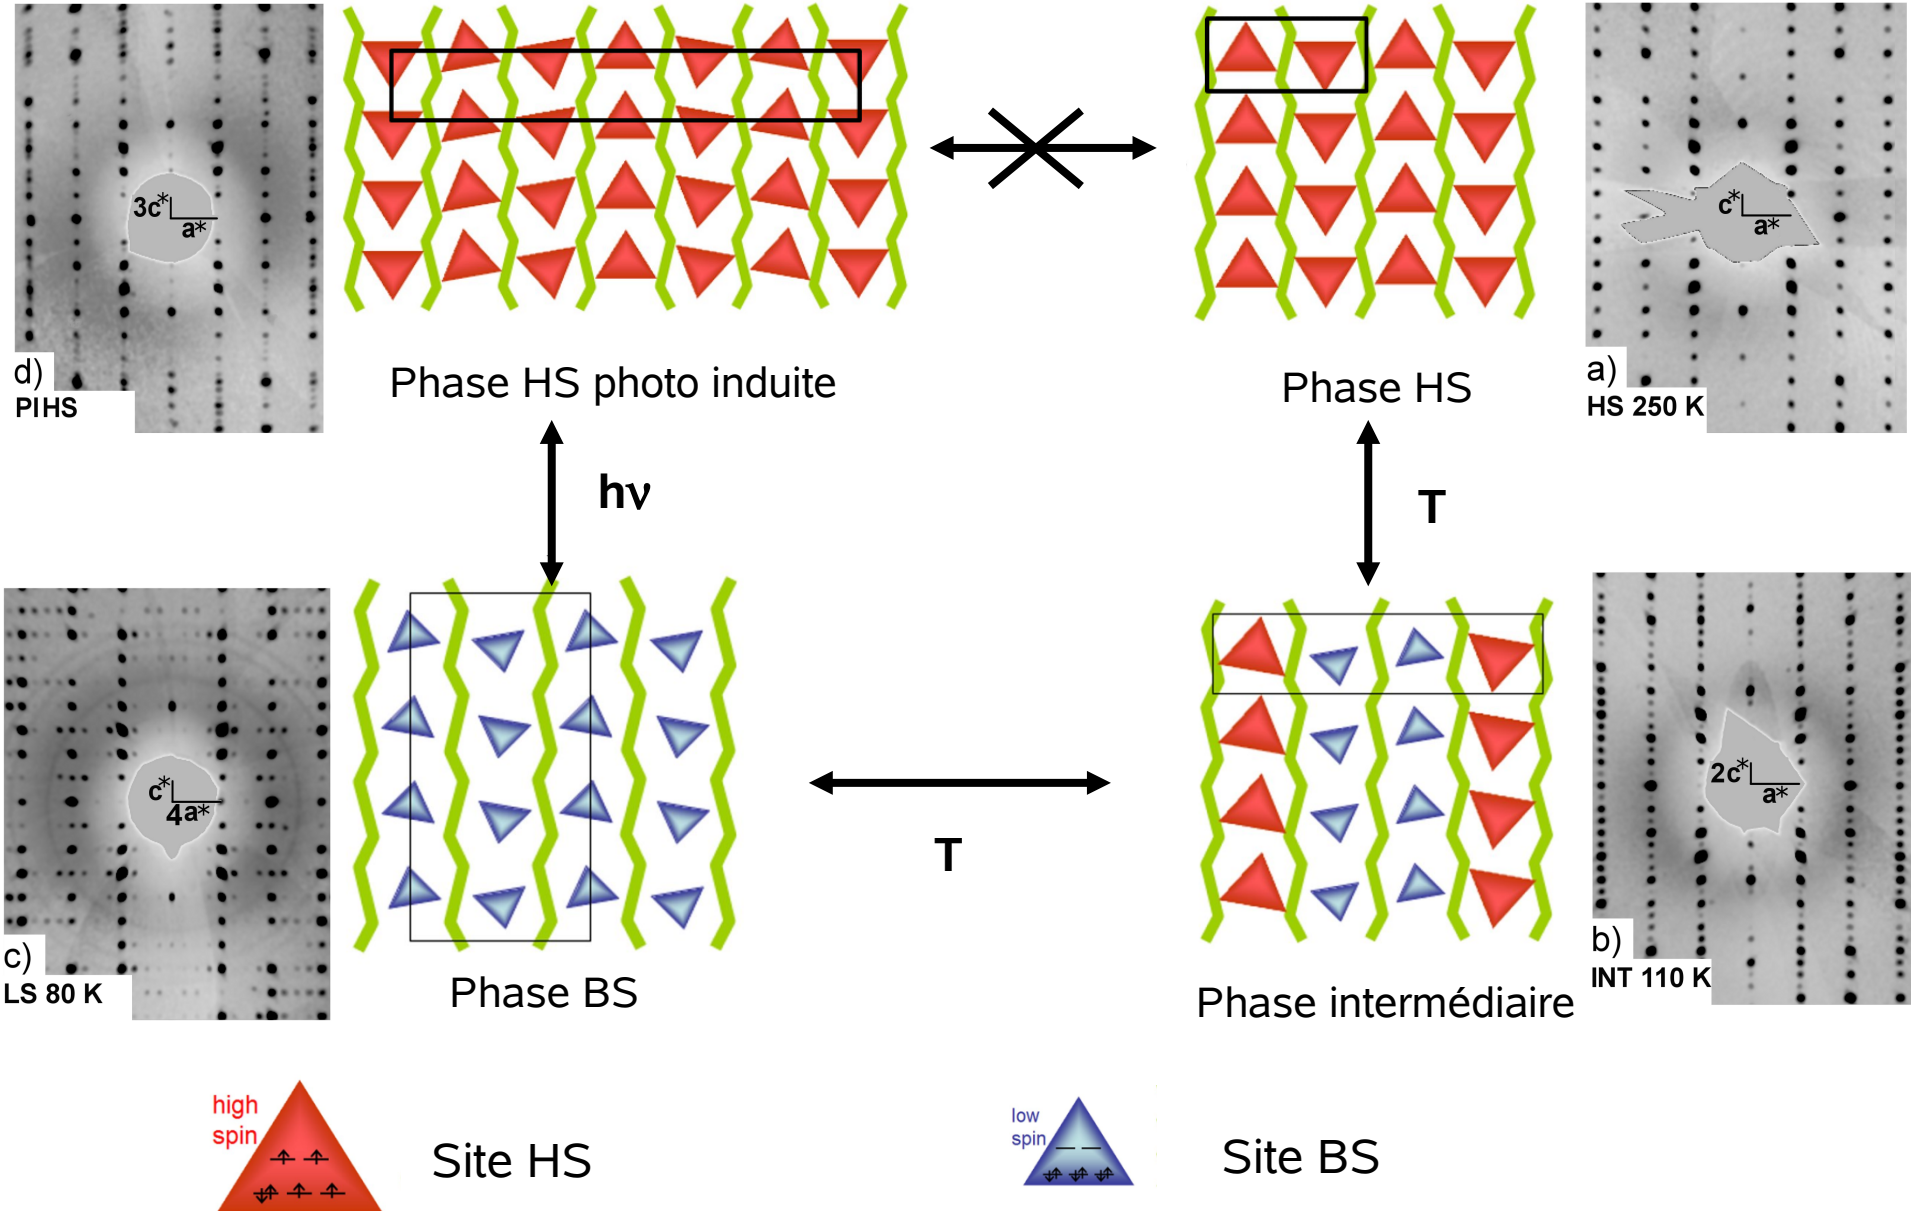 3c*
a*
d)
PIHS
Phase HS photo induite
Phase HS
c*
a*
a)
HS 250 K
hν
T
c*
4a*
c)
LS 80 K
Phase BS
T
2c*
a*
b)
INT 110 K
Phase intermédiaire
high
spin
Site HS
low
spin
Site BS